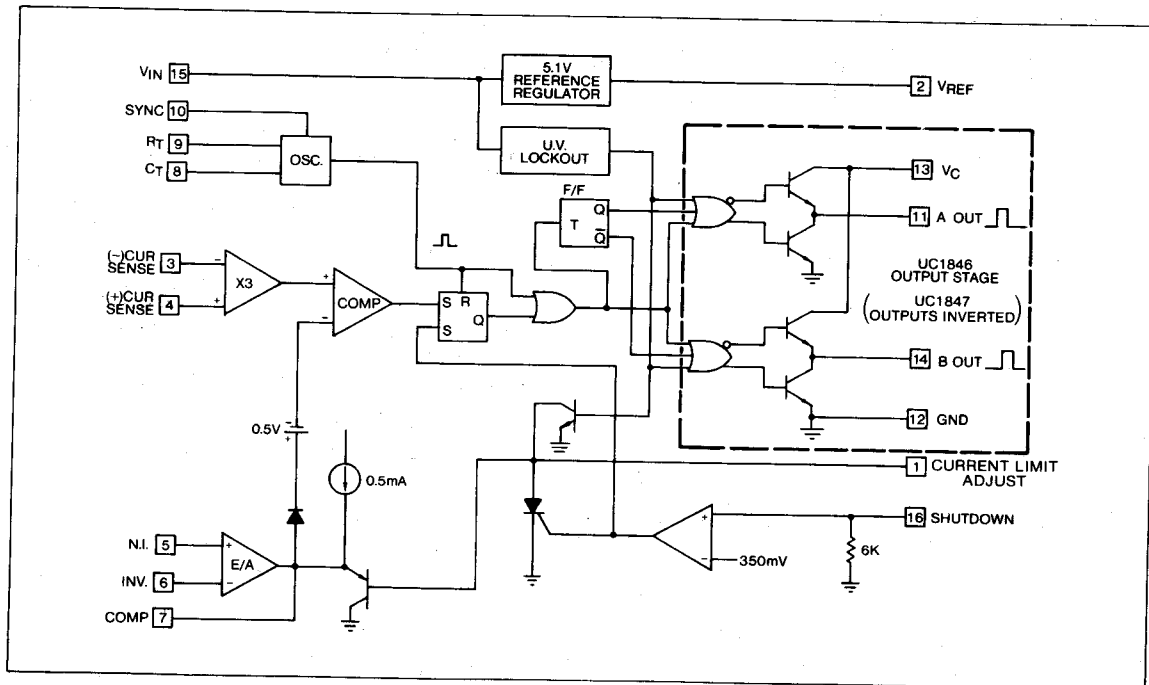 VIN 15
5.1V
REFERENCE
REGULATOR
2 VREF
SYNC 10
RT 9
CT 8
OSC.
U.V.
LOCKOUT
F/F
T
Q
Q̅
13 VC
11 A OUT
UC1846
OUTPUT STAGE
UC1847
(OUTPUTS INVERTED)
(–)CUR
SENSE 3
(+)CUR
SENSE 4
–
+
X3
+
–
COMP
S
R
S
Q
14 B OUT
12 GND
–
0.5V
+
0.5mA
1 CURRENT LIMIT
ADJUST
16 SHUTDOWN
+
–
350mV
6K
N.I. 5
INV. 6
+
–
E/A
COMP 7